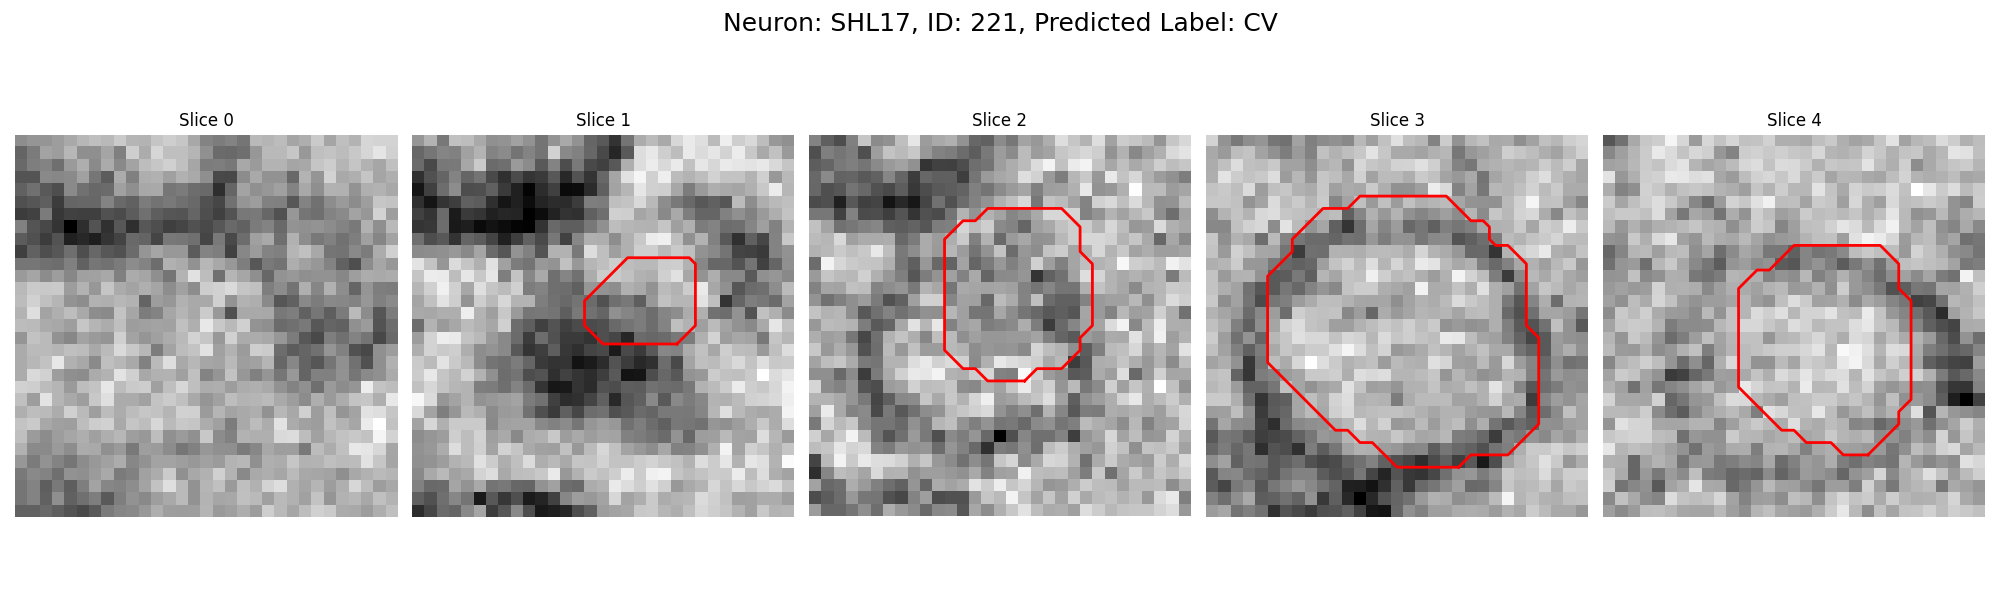 Neuron: SHL17, ID: 221, Predicted Label: CV
Slice 0
Slice 1
Slice 2
Slice 3
Slice 4